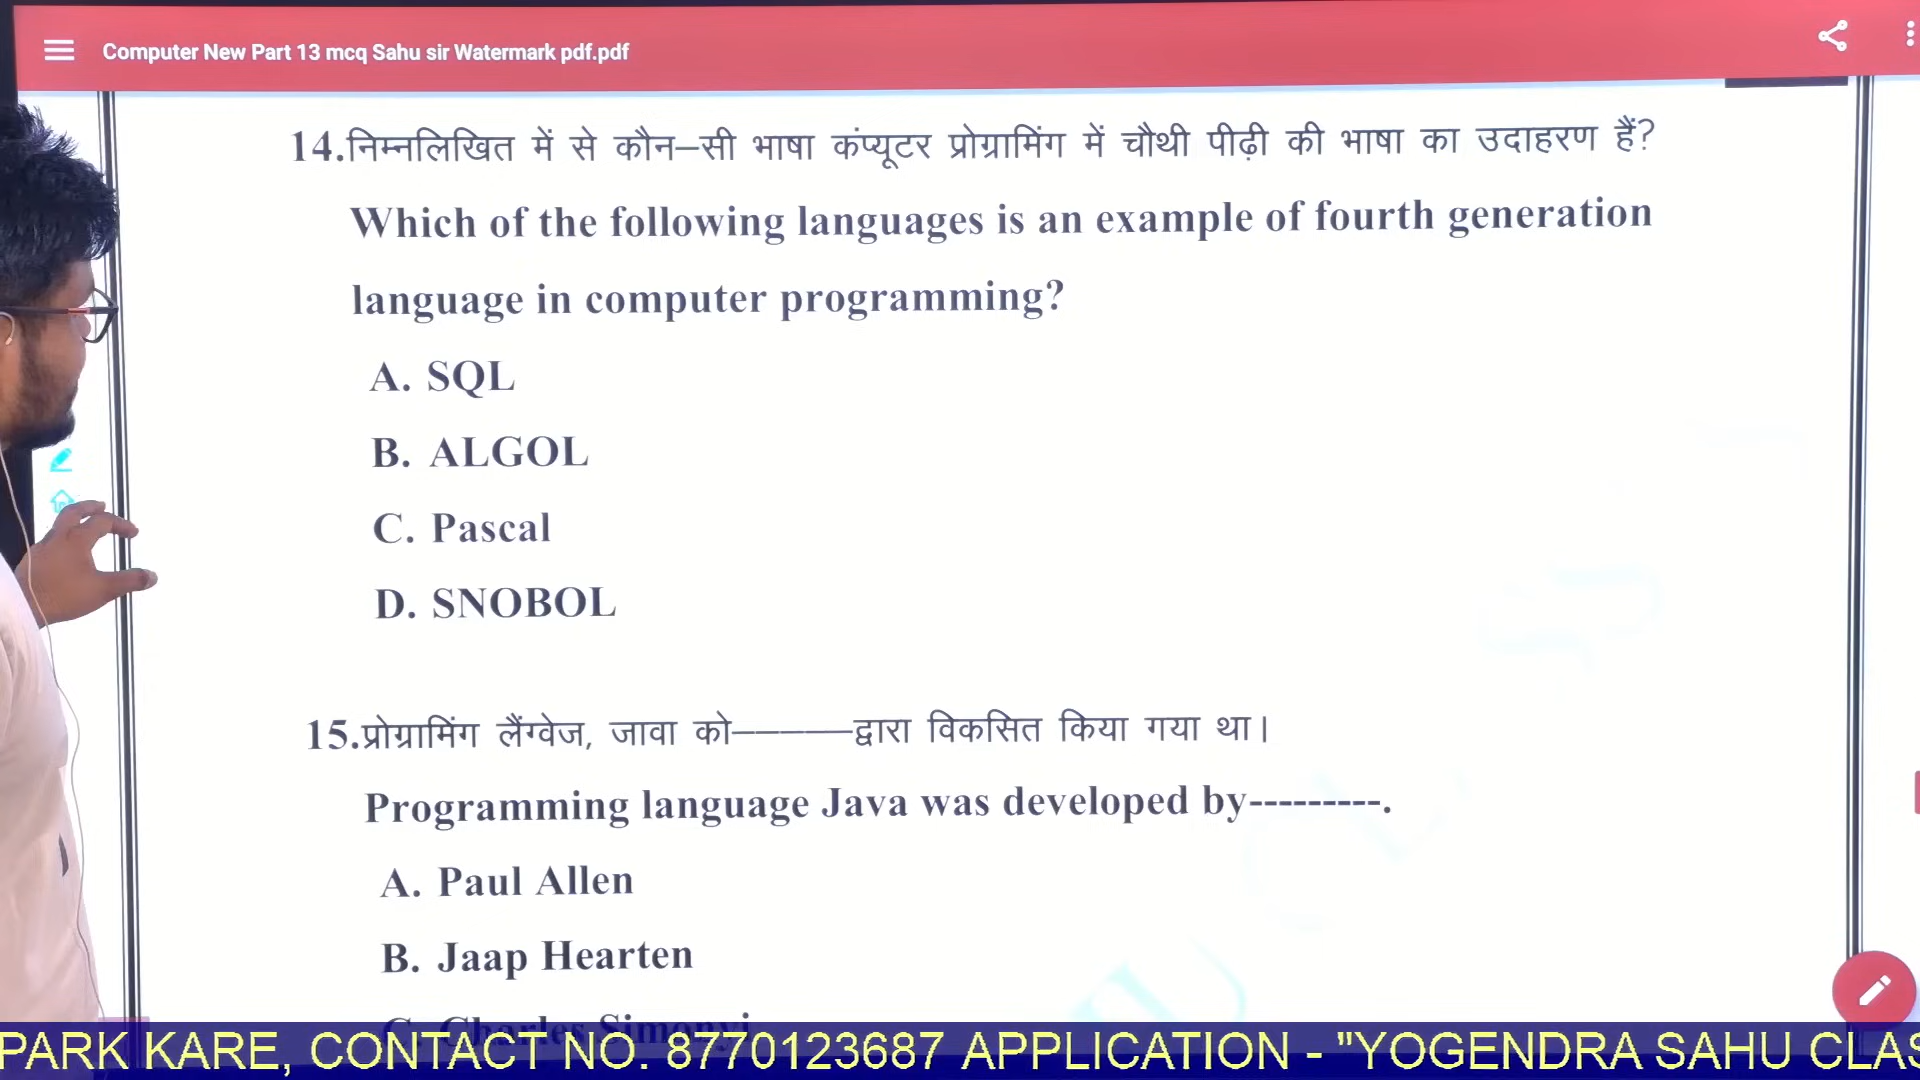 Computer New Part 13 mcq Sahu sir Watermark pdf.pdf
14.निम्नलिखित में से कौन–सी भाषा कंप्यूटर प्रोग्रामिंग में चौथी पीढ़ी की भाषा का उदाहरण हैं?
Which of the following languages is an example of fourth generation
language in computer programming?
A. SQL
B. ALGOL
C. Pascal
D. SNOBOL
15.प्रोग्रामिंग लैंग्वेज, जावा को—————द्वारा विकसित किया गया था।
Programming language Java was developed by---------.
A. Paul Allen
B. Jaap Hearten
C. Charles Simonyi
PARK KARE, CONTACT NO. 8770123687 APPLICATION - "YOGENDRA SAHU CLAS